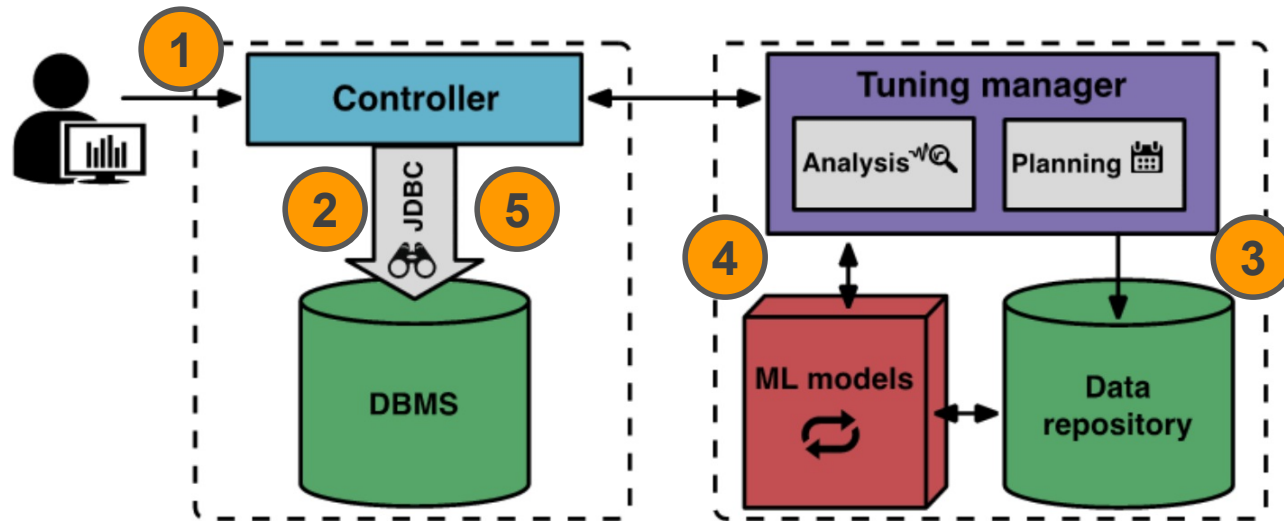 1
Controller
Tuning manager
Analysis
Planning
2
JDBC
5
4
3
DBMS
ML models
Data
repository